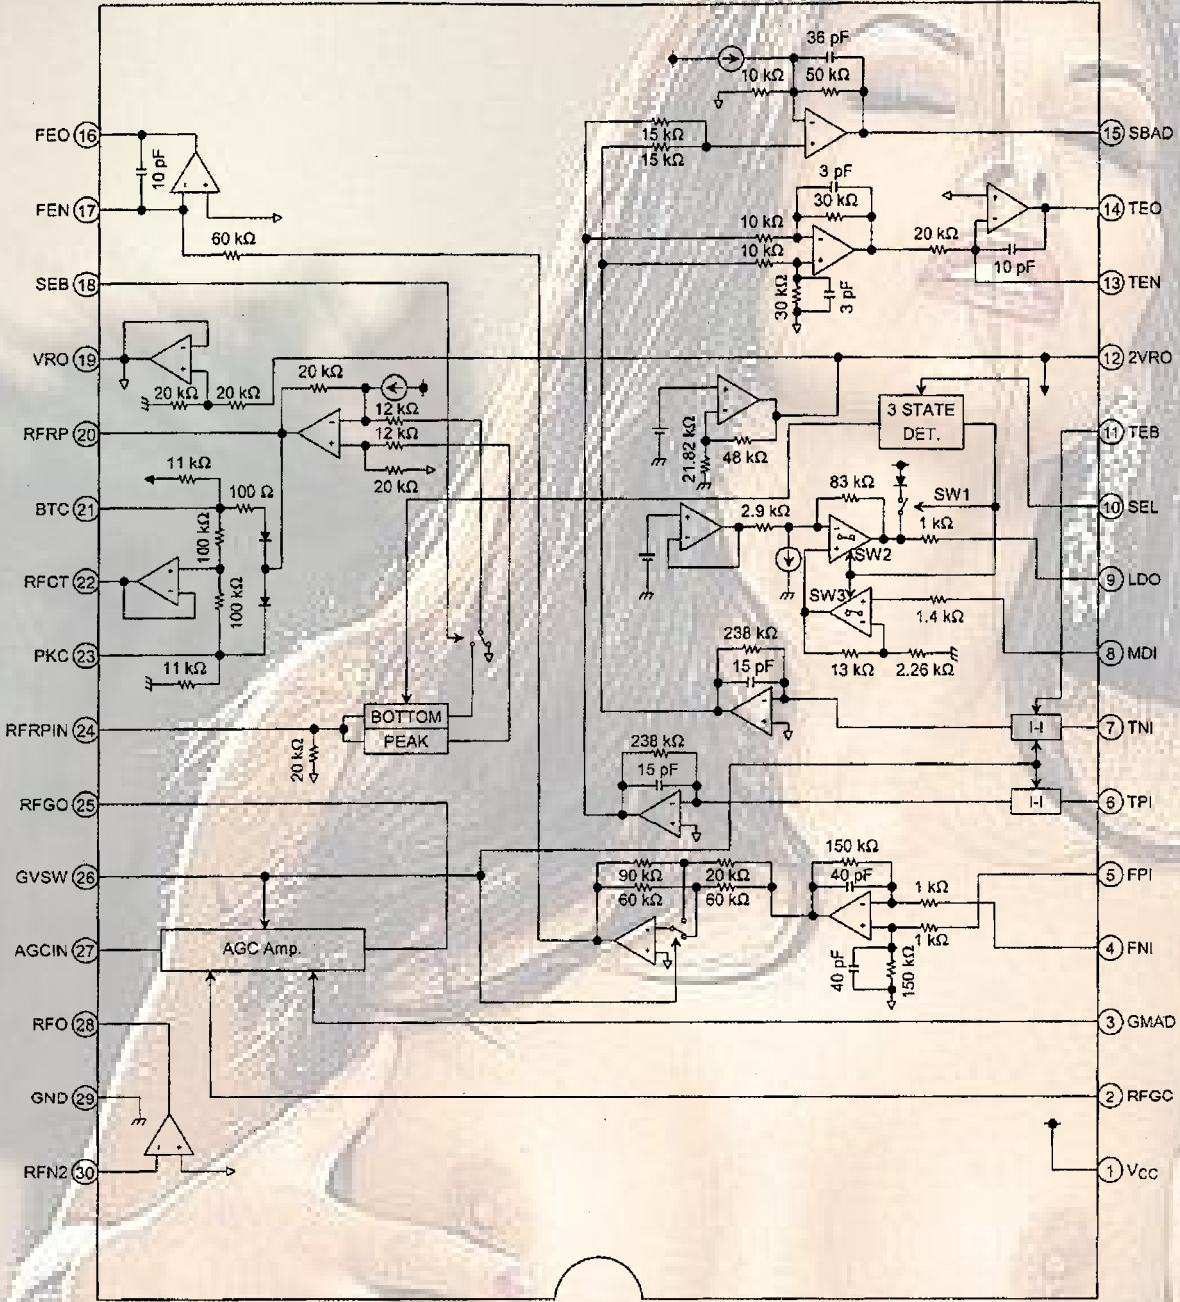 36 pF
10 kΩ
50 kΩ
FEO 16
10 pF
15 kΩ
15 kΩ
15 SBAD
3 pF
30 kΩ
FEN 17
14 TEO
60 kΩ
10 kΩ
10 kΩ
20 kΩ
10 pF
SEB 18
30 kΩ
3 pF
13 TEN
VRO 19
12 2VRO
20 kΩ
20 kΩ
20 kΩ
12 kΩ
12 kΩ
20 kΩ
3 STATE
DET.
RFRP 20
11 TEB
21.82 kΩ
48 kΩ
11 kΩ
100 Ω
83 kΩ
SW1
BTC 21
10 SEL
2.9 kΩ
1 kΩ
100 kΩ
SW2
RFCT 22
9 LDO
100 kΩ
SW3
1.4 kΩ
PKC 23
238 kΩ
13 kΩ
2.26 kΩ
8 MDI
11 kΩ
15 pF
BOTTOM
PEAK
RFRPIN 24
I-I
7 TNI
20 kΩ
238 kΩ
15 pF
RFGO 25
I-I
6 TPI
150 kΩ
GVSW 26
90 kΩ
20 kΩ
40 pF
5 FPI
60 kΩ
60 kΩ
1 kΩ
1 kΩ
AGCIN 27
AGC Amp.
4 FNI
40 pF
150 kΩ
RFO 28
3 GMAD
GND 29
2 RFGC
RFN2 30
1 VCC